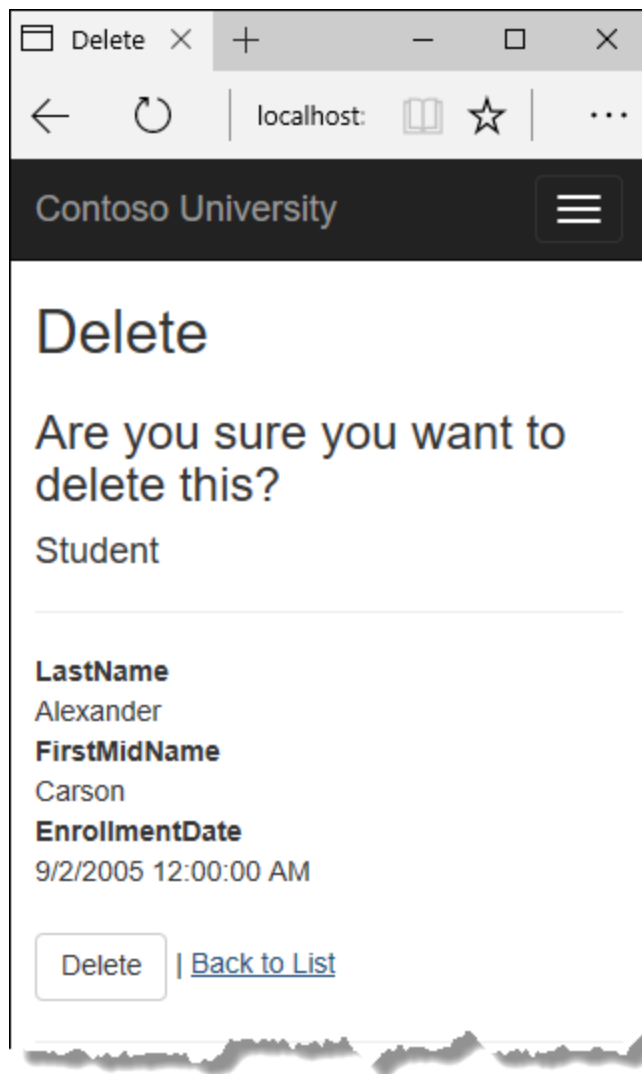 Delete
localhost:
Contoso University
Delete
Are you sure you want to
delete this?
Student
LastName
Alexander
FirstMidName
Carson
EnrollmentDate
9/2/2005 12:00:00 AM
Delete | Back to List